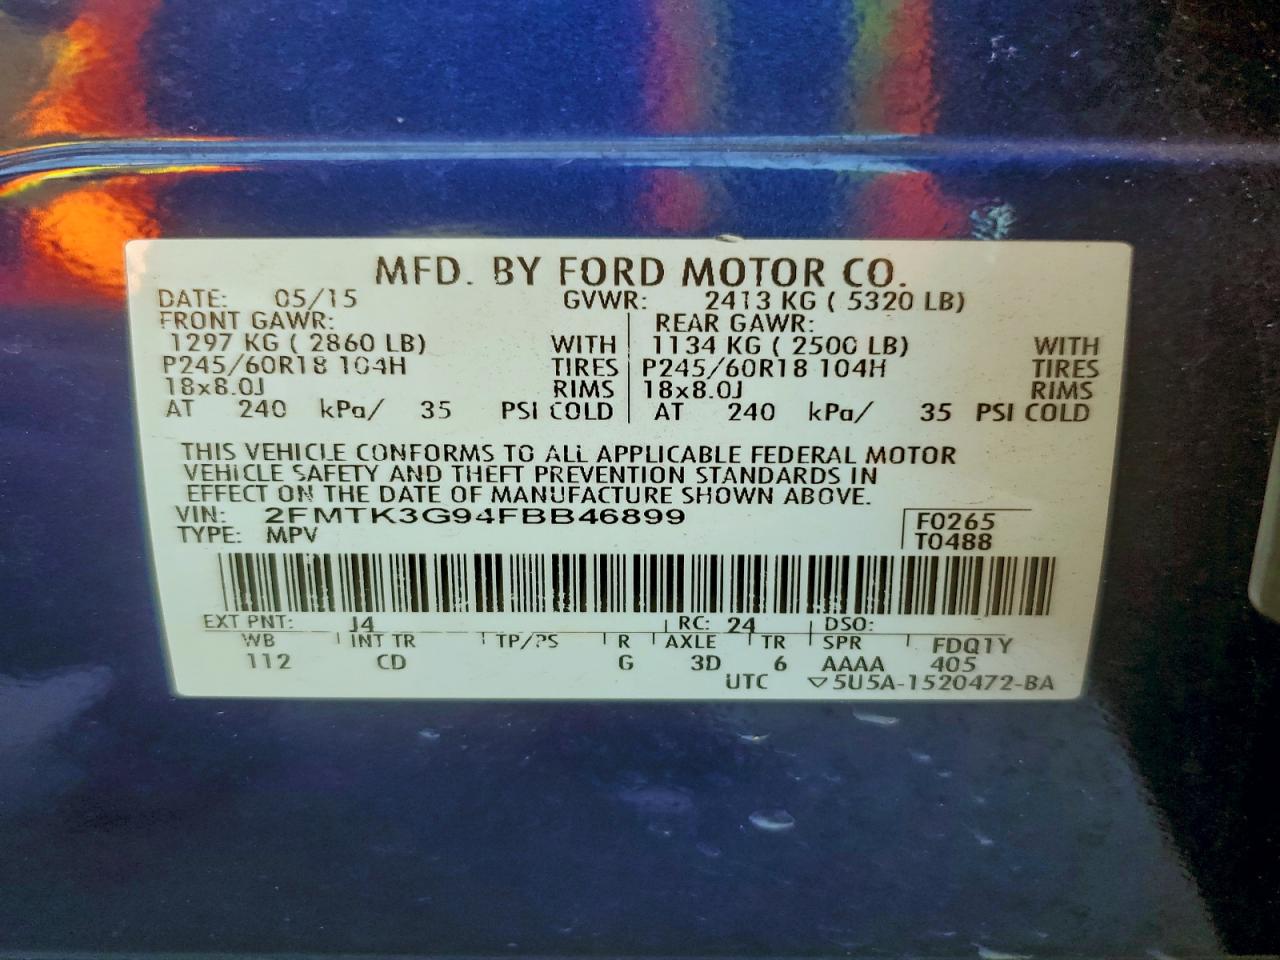 MFD. BY FORD MOTOR CO.
DATE: 05/15 GVWR: 2413 KG ( 5320 LB)
FRONT GAWR: REAR GAWR:
1297 KG ( 2860 LB) WITH 1134 KG ( 2500 LB) WITH
P245/60R18 104H TIRES P245/60R18 104H TIRES
18x8.0J RIMS 18x8.0J RIMS
AT 240 kPa/ 35 PSI COLD AT 240 kPa/ 35 PSI COLD
THIS VEHICLE CONFORMS TO ALL APPLICABLE FEDERAL MOTOR
VEHICLE SAFETY AND THEFT PREVENTION STANDARDS IN
EFFECT ON THE DATE OF MANUFACTURE SHOWN ABOVE.
VIN: 2FMTK3G94FBB46899 F0265
TYPE: MPV T0488
EXT PNT: J4 RC: 24 DSO:
WB INT TR TP/PS R AXLE TR SPR FDQ1Y
112 CD G 3D 6 AAAA 405
UTC ▽5U5A-1520472-BA